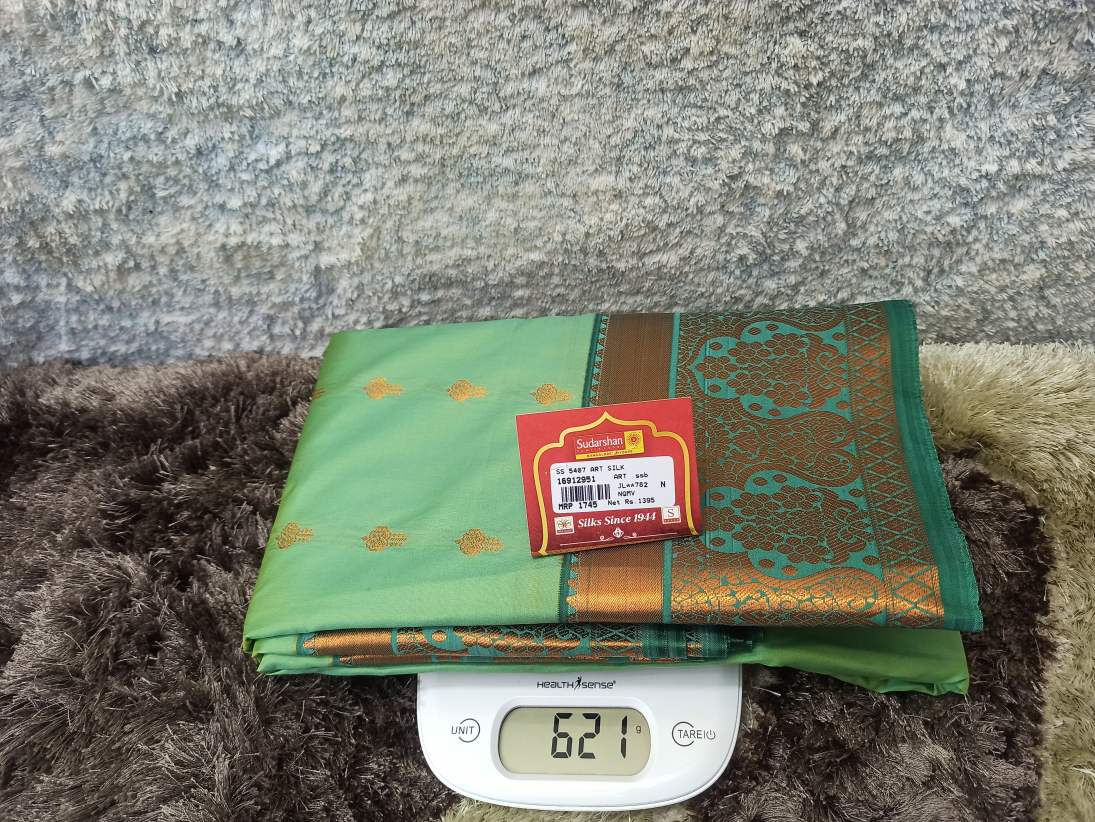 Sudarshan
SS 5407 ART SILK
16912951 ART ssb
JL**782 N
NGMV
MRP 1745 Net Rs.1395
Silks Since 1944
S
HEALTH SENSE®
UNIT
621 g
TARE